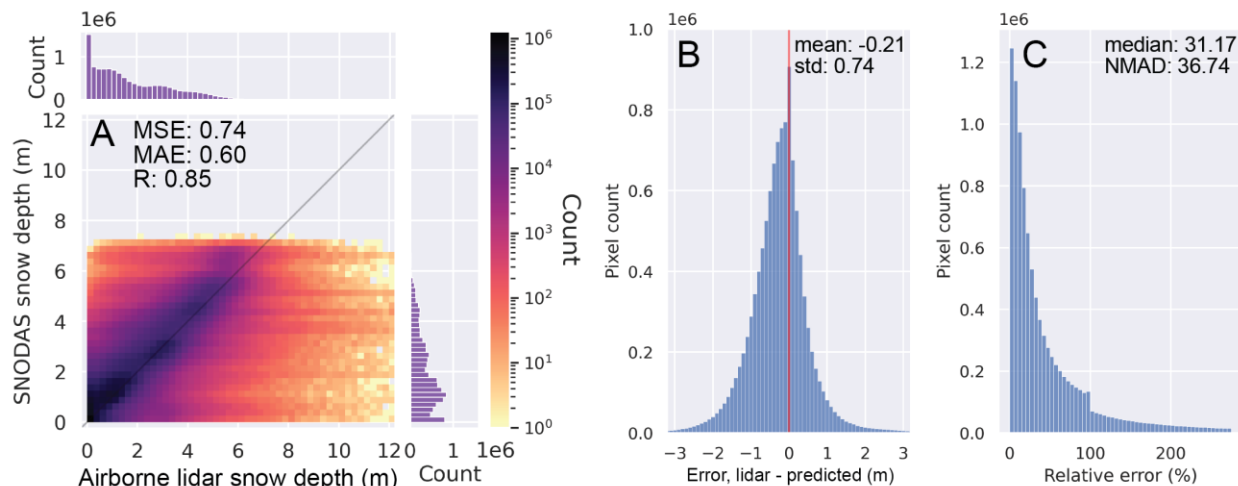 1e6
1
0
Count
12
10
8
6
4
2
0
SNODAS snow depth (m)
A
MSE: 0.74
MAE: 0.60
R: 0.85
0 2 4 6 8 10 12
Airborne lidar snow depth (m)
0 1 1e6
Count
10^6
10^5
10^4
10^3
10^2
10^1
10^0
Count
1e6
1.0
0.8
0.6
0.4
0.2
0.0
Pixel count
B
mean: -0.21
std: 0.74
−3 −2 −1 0 1 2 3
Error, lidar - predicted (m)
1e6
1.2
1.0
0.8
0.6
0.4
0.2
0.0
Pixel count
C
median: 31.17
NMAD: 36.74
0 100 200
Relative error (%)